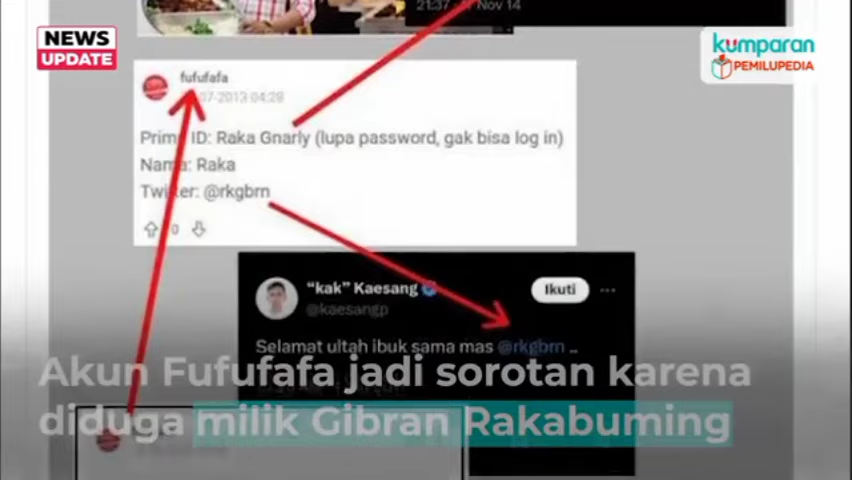 21:37 · 17 Nov 14
NEWS
UPDATE
kumparan
PEMILUPEDIA
fufufafa
07-2013 04:28
Prime ID: Raka Gnarly (lupa password, gak bisa log in)
Nama: Raka
Twitter: @rkgbrn
0
“kak” Kaesang
Ikuti
@kaesangp
Selamat ultah ibuk sama mas @rkgbrn ..
Akun Fufufafa jadi sorotan karena
diduga milik Gibran Rakabuming